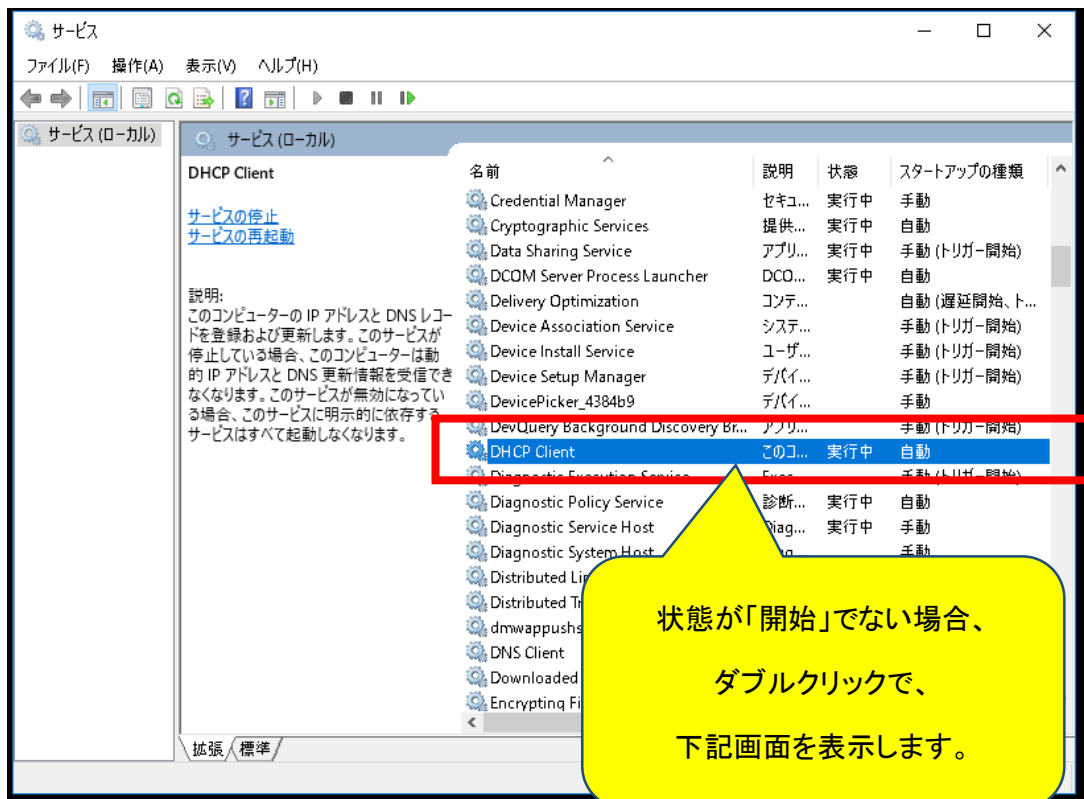 サービス
ファイル(F) 操作(A) 表示(V) ヘルプ(H)
サービス (ローカル)
サービス (ローカル)
DHCP Client
サービスの停止
サービスの再起動
説明:
このコンピューターの IP アドレスと DNS レコー
ドを登録および更新します。このサービスが
停止している場合、このコンピューターは動
的 IP アドレスと DNS 更新情報を受信でき
なくなります。このサービスが無効になってい
る場合、このサービスに明示的に依存する
サービスはすべて起動しなくなります。
名前 説明 状態 スタートアップの種類
Credential Manager セキュ... 実行中 手動
Cryptographic Services 提供... 実行中 自動
Data Sharing Service アプリ... 実行中 手動 (トリガー開始)
DCOM Server Process Launcher DCO... 実行中 自動
Delivery Optimization コンテ... 自動 (遅延開始、ト...
Device Association Service システ... 手動 (トリガー開始)
Device Install Service ユーザ... 手動 (トリガー開始)
Device Setup Manager デバイ... 手動 (トリガー開始)
DevicePicker_4384b9 デバイ... 手動
DevQuery Background Discovery Br... アプリ... 手動 (トリガー開始)
DHCP Client このコ... 実行中 自動
Diagnostic Execution Service Exec... 手動 (トリガー開始)
Diagnostic Policy Service 診断... 実行中 自動
Diagnostic Service Host Diag... 実行中 手動
Diagnostic System Host 手動
Distributed
Distributed
dmwappushs
DNS Client
Downloaded
Encrypting
状態が「開始」でない場合、
ダブルクリックで、
下記画面を表示します。
拡張 標準